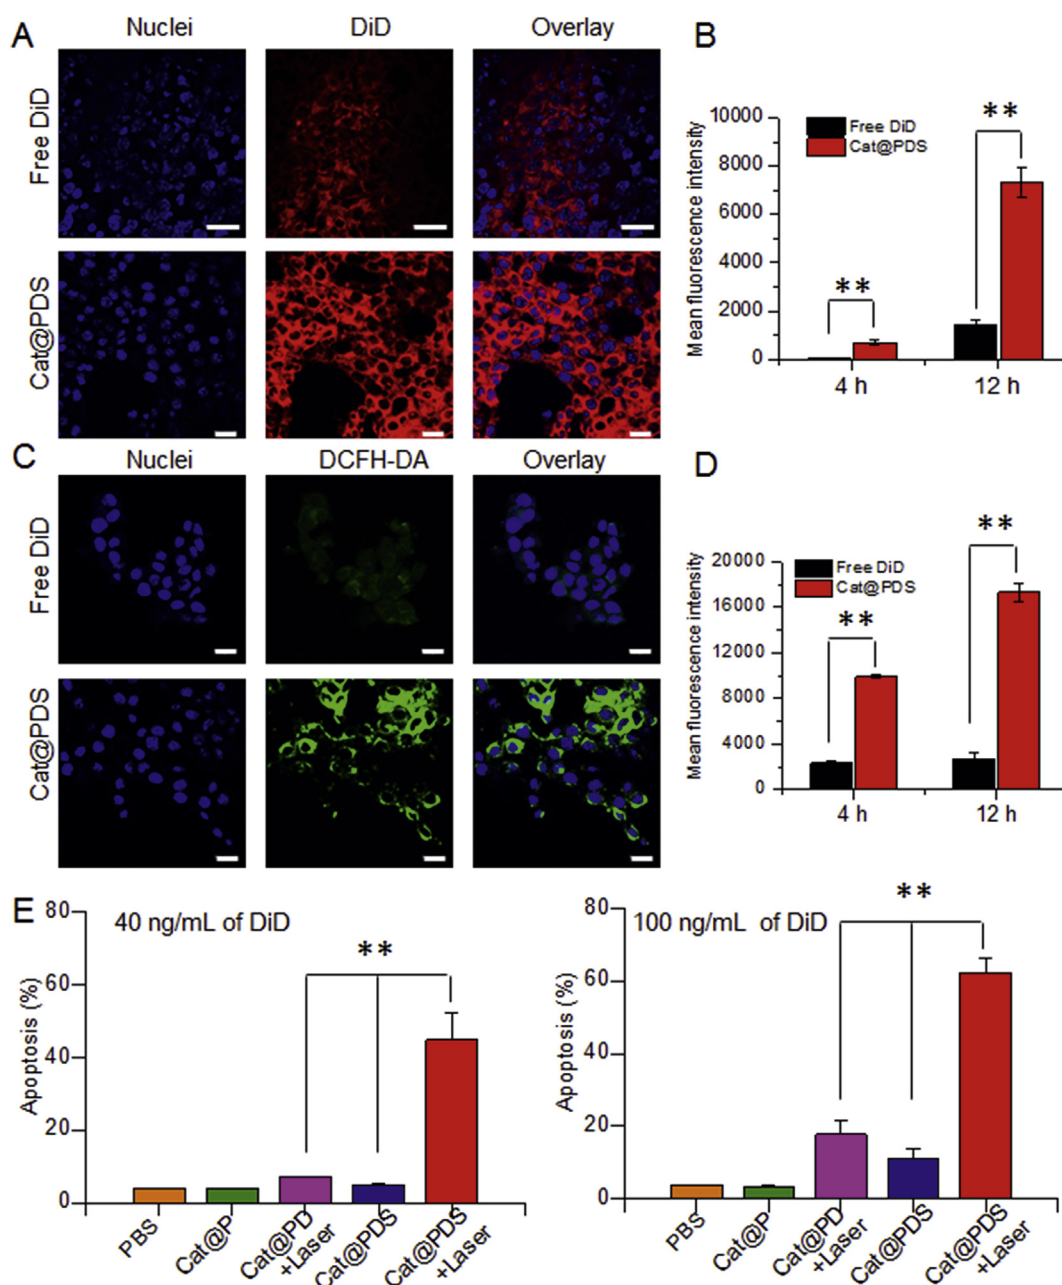 A
Nuclei
DiD
Overlay
Free DiD
Cat@PDS
B
Mean fluorescence intensity
10000
8000
6000
4000
2000
0
Free DiD
Cat@PDS
**
**
4 h
12 h
C
Nuclei
DCFH-DA
Overlay
Free DiD
Cat@PDS
D
Mean fluorescence intensity
20000
16000
12000
8000
4000
0
Free DiD
Cat@PDS
**
**
4 h
12 h
E
40 ng/mL of DiD
Apoptosis (%)
80
60
40
20
0
**
PBS
Cat@P
Cat@PD
+Laser
Cat@PDS
Cat@PDS
+Laser
100 ng/mL of DiD
Apoptosis (%)
80
60
40
20
0
**
PBS
Cat@P
Cat@PD
+Laser
Cat@PDS
Cat@PDS
+Laser